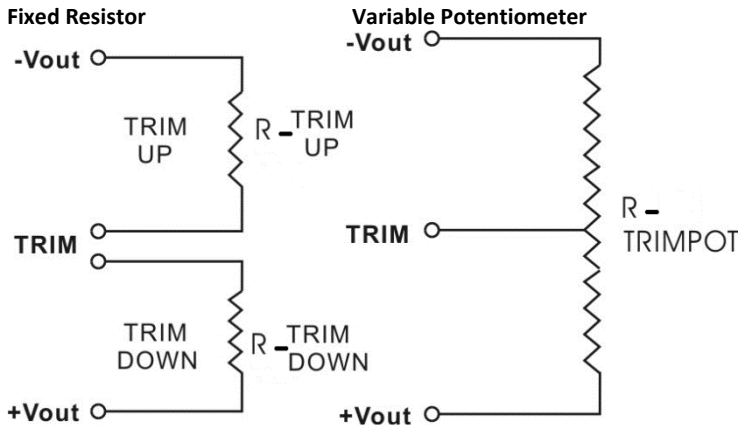 Fixed Resistor
-Vout
TRIM
UP
R -TRIM
UP
TRIM
TRIM
DOWN
R -TRIM
DOWN
+Vout
Variable Potentiometer
-Vout
TRIM
R -
TRIMPOT
+Vout